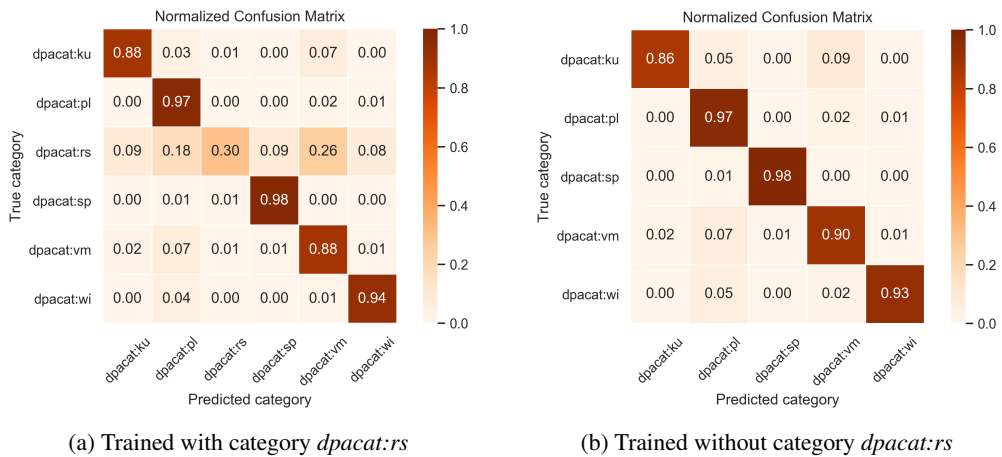 Normalized Confusion Matrix
dpacat:ku 0.88 0.03 0.01 0.00 0.07 0.00
dpacat:pl 0.00 0.97 0.00 0.00 0.02 0.01
dpacat:rs 0.09 0.18 0.30 0.09 0.26 0.08
dpacat:sp 0.00 0.01 0.01 0.98 0.00 0.00
dpacat:vm 0.02 0.07 0.01 0.01 0.88 0.01
dpacat:wi 0.00 0.04 0.00 0.00 0.01 0.94
True category
dpacat:ku dpacat:pl dpacat:rs dpacat:sp dpacat:vm dpacat:wi
Predicted category
1.0
0.8
0.6
0.4
0.2
0.0
(a) Trained with category dpacat:rs
Normalized Confusion Matrix
dpacat:ku 0.86 0.05 0.00 0.09 0.00
dpacat:pl 0.00 0.97 0.00 0.02 0.01
dpacat:sp 0.00 0.01 0.98 0.00 0.00
dpacat:vm 0.02 0.07 0.01 0.90 0.01
dpacat:wi 0.00 0.05 0.00 0.02 0.93
True category
dpacat:ku dpacat:pl dpacat:sp dpacat:vm dpacat:wi
Predicted category
1.0
0.8
0.6
0.4
0.2
0.0
(b) Trained without category dpacat:rs